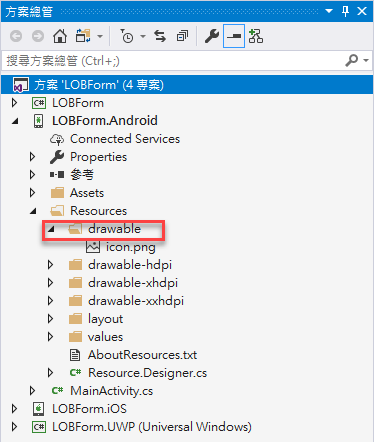 方案總管
搜尋方案總管 (Ctrl+;)
方案 'LOBForm' (4 專案)
C# LOBForm
LOBForm.Android
Connected Services
Properties
參考
Assets
Resources
drawable
icon.png
drawable-hdpi
drawable-xhdpi
drawable-xxhdpi
layout
values
AboutResources.txt
C# Resource.Designer.cs
C# MainActivity.cs
LOBForm.iOS
LOBForm.UWP (Universal Windows)